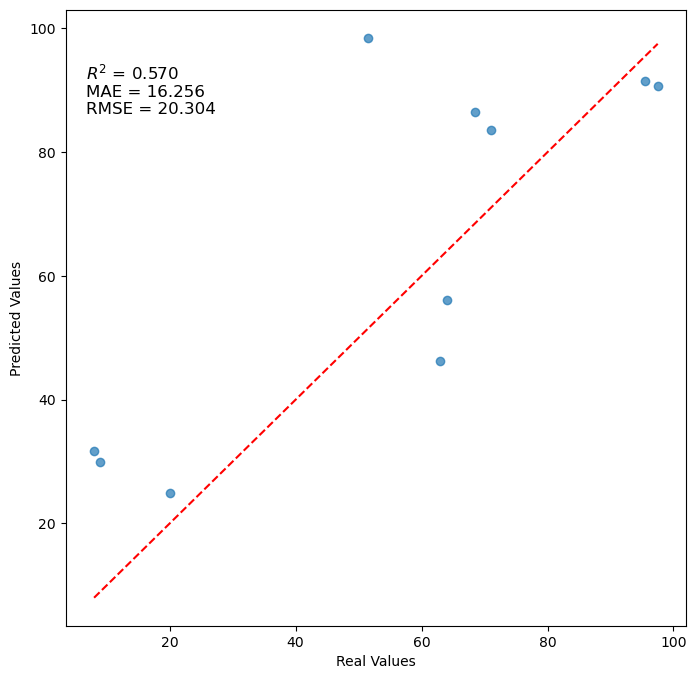 100
80
60
40
20
R² = 0.570
MAE = 16.256
RMSE = 20.304
Predicted Values
20 40 60 80 100
Real Values